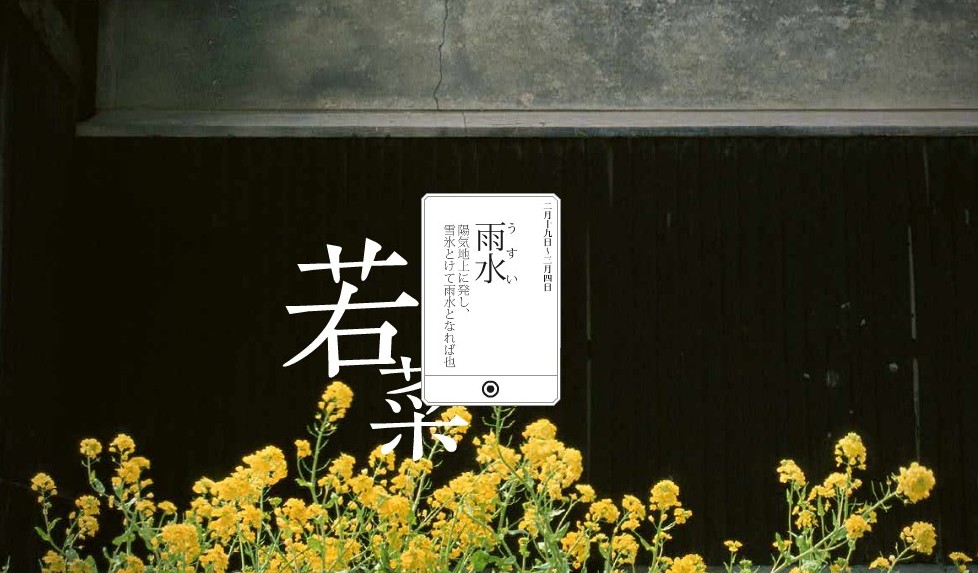 二月十九日~三月四日
雨水
うすい
陽気地上に発し、
雪氷とけて雨水となれば也
若菜